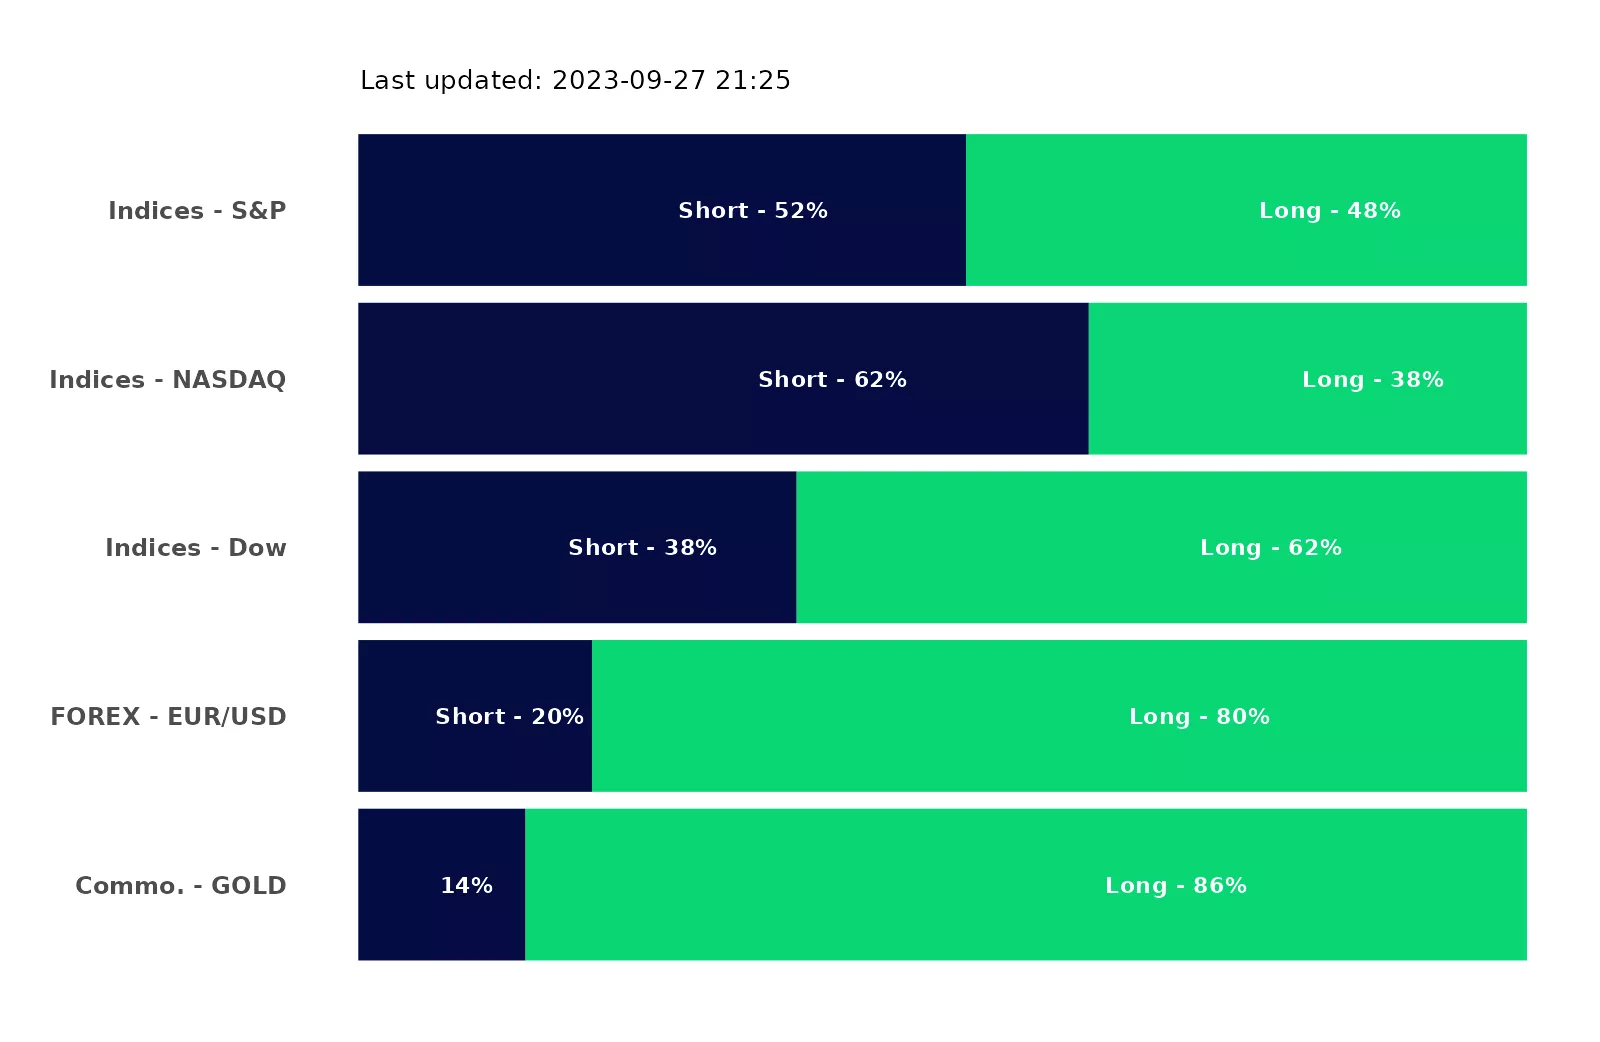 Last updated: 2023-09-27 21:25
Indices - S&P
Short - 52%
Long - 48%
Indices - NASDAQ
Short - 62%
Long - 38%
Indices - Dow
Short - 38%
Long - 62%
FOREX - EUR/USD
Short - 20%
Long - 80%
Commo. - GOLD
14%
Long - 86%